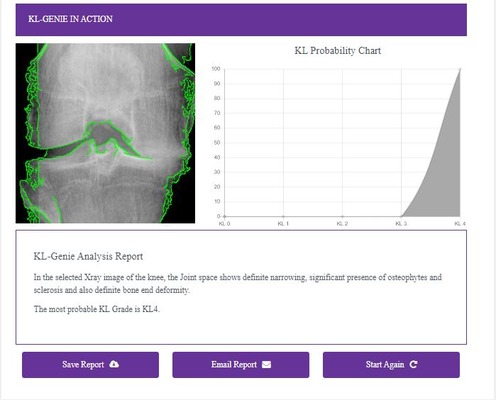 KL-GENIE IN ACTION
KL Probability Chart
100
90
80
70
60
50
40
30
20
10
0
KL 0 KL 1 KL 2 KL 3 KL 4
KL-Genie Analysis Report
In the selected Xray image of the knee, the Joint space shows definite narrowing, significant presence of osteophytes and
sclerosis and also definite bone end deformity.
The most probable KL Grade is KL4.
Save Report Email Report Start Again